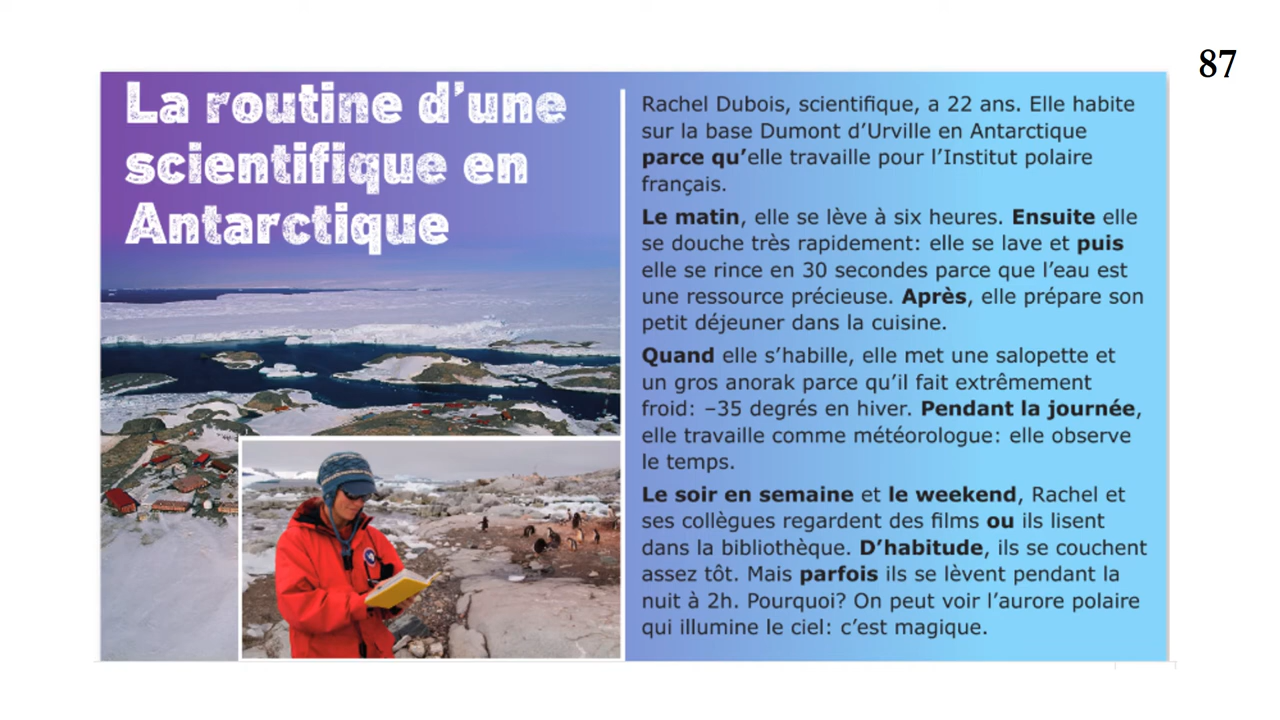 87
La routine d'une
scientifique en
Antarctique
Rachel Dubois, scientifique, a 22 ans. Elle habite
sur la base Dumont d'Urville en Antarctique
parce qu'elle travaille pour l'Institut polaire
français.
Le matin, elle se lève à six heures. Ensuite elle
se douche très rapidement: elle se lave et puis
elle se rince en 30 secondes parce que l'eau est
une ressource précieuse. Après, elle prépare son
petit déjeuner dans la cuisine.
Quand elle s'habille, elle met une salopette et
un gros anorak parce qu'il fait extrêmement
froid: –35 degrés en hiver. Pendant la journée,
elle travaille comme météorologue: elle observe
le temps.
Le soir en semaine et le weekend, Rachel et
ses collègues regardent des films ou ils lisent
dans la bibliothèque. D'habitude, ils se couchent
assez tôt. Mais parfois ils se lèvent pendant la
nuit à 2h. Pourquoi? On peut voir l'aurore polaire
qui illumine le ciel: c'est magique.